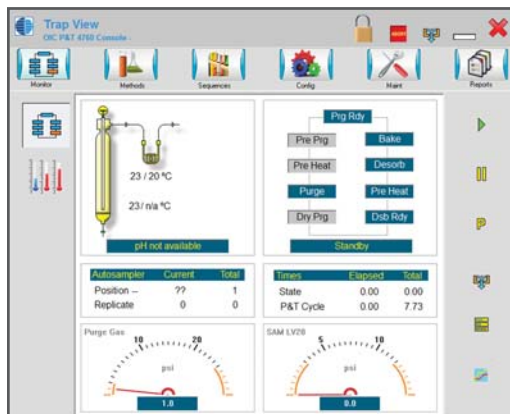 Trap View
OIC P&T 4760 Console -
RESET
Monitor
Methods
Sequences
Config
Maint
Reports
23 / 20 ºC
23/ n/a ºC
pH not available
Prg Rdy
Pre Prg
Bake
Pre Heat
Desorb
Purge
Pre Heat
Dry Prg
Dsb Rdy
Standby
Autosampler Current Total
Position -- ?? 1
Replicate 0 0
Times Elapsed Total
State 0.00 0.00
P&T Cycle 0.00 7.73
Purge Gas
10 20
psi
1.0
SAM LV20
5 10
psi
0.0
P